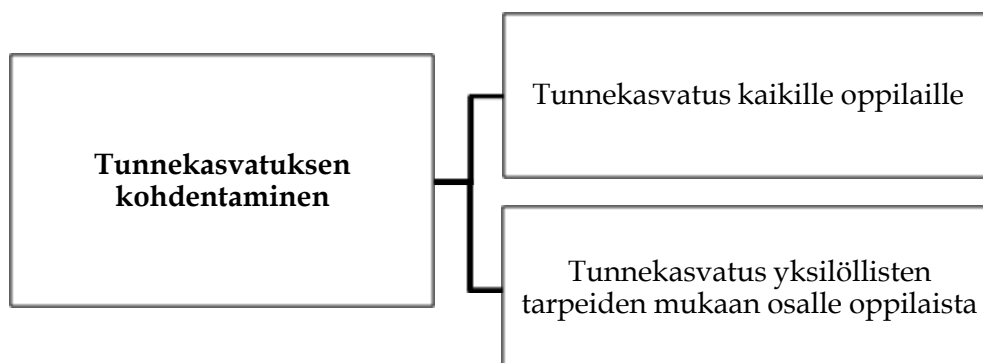 Tunnekasvatuksen
kohdentaminen
Tunnekasvatus kaikille oppilaille
Tunnekasvatus yksilöllisten
tarpeiden mukaan osalle oppilaista